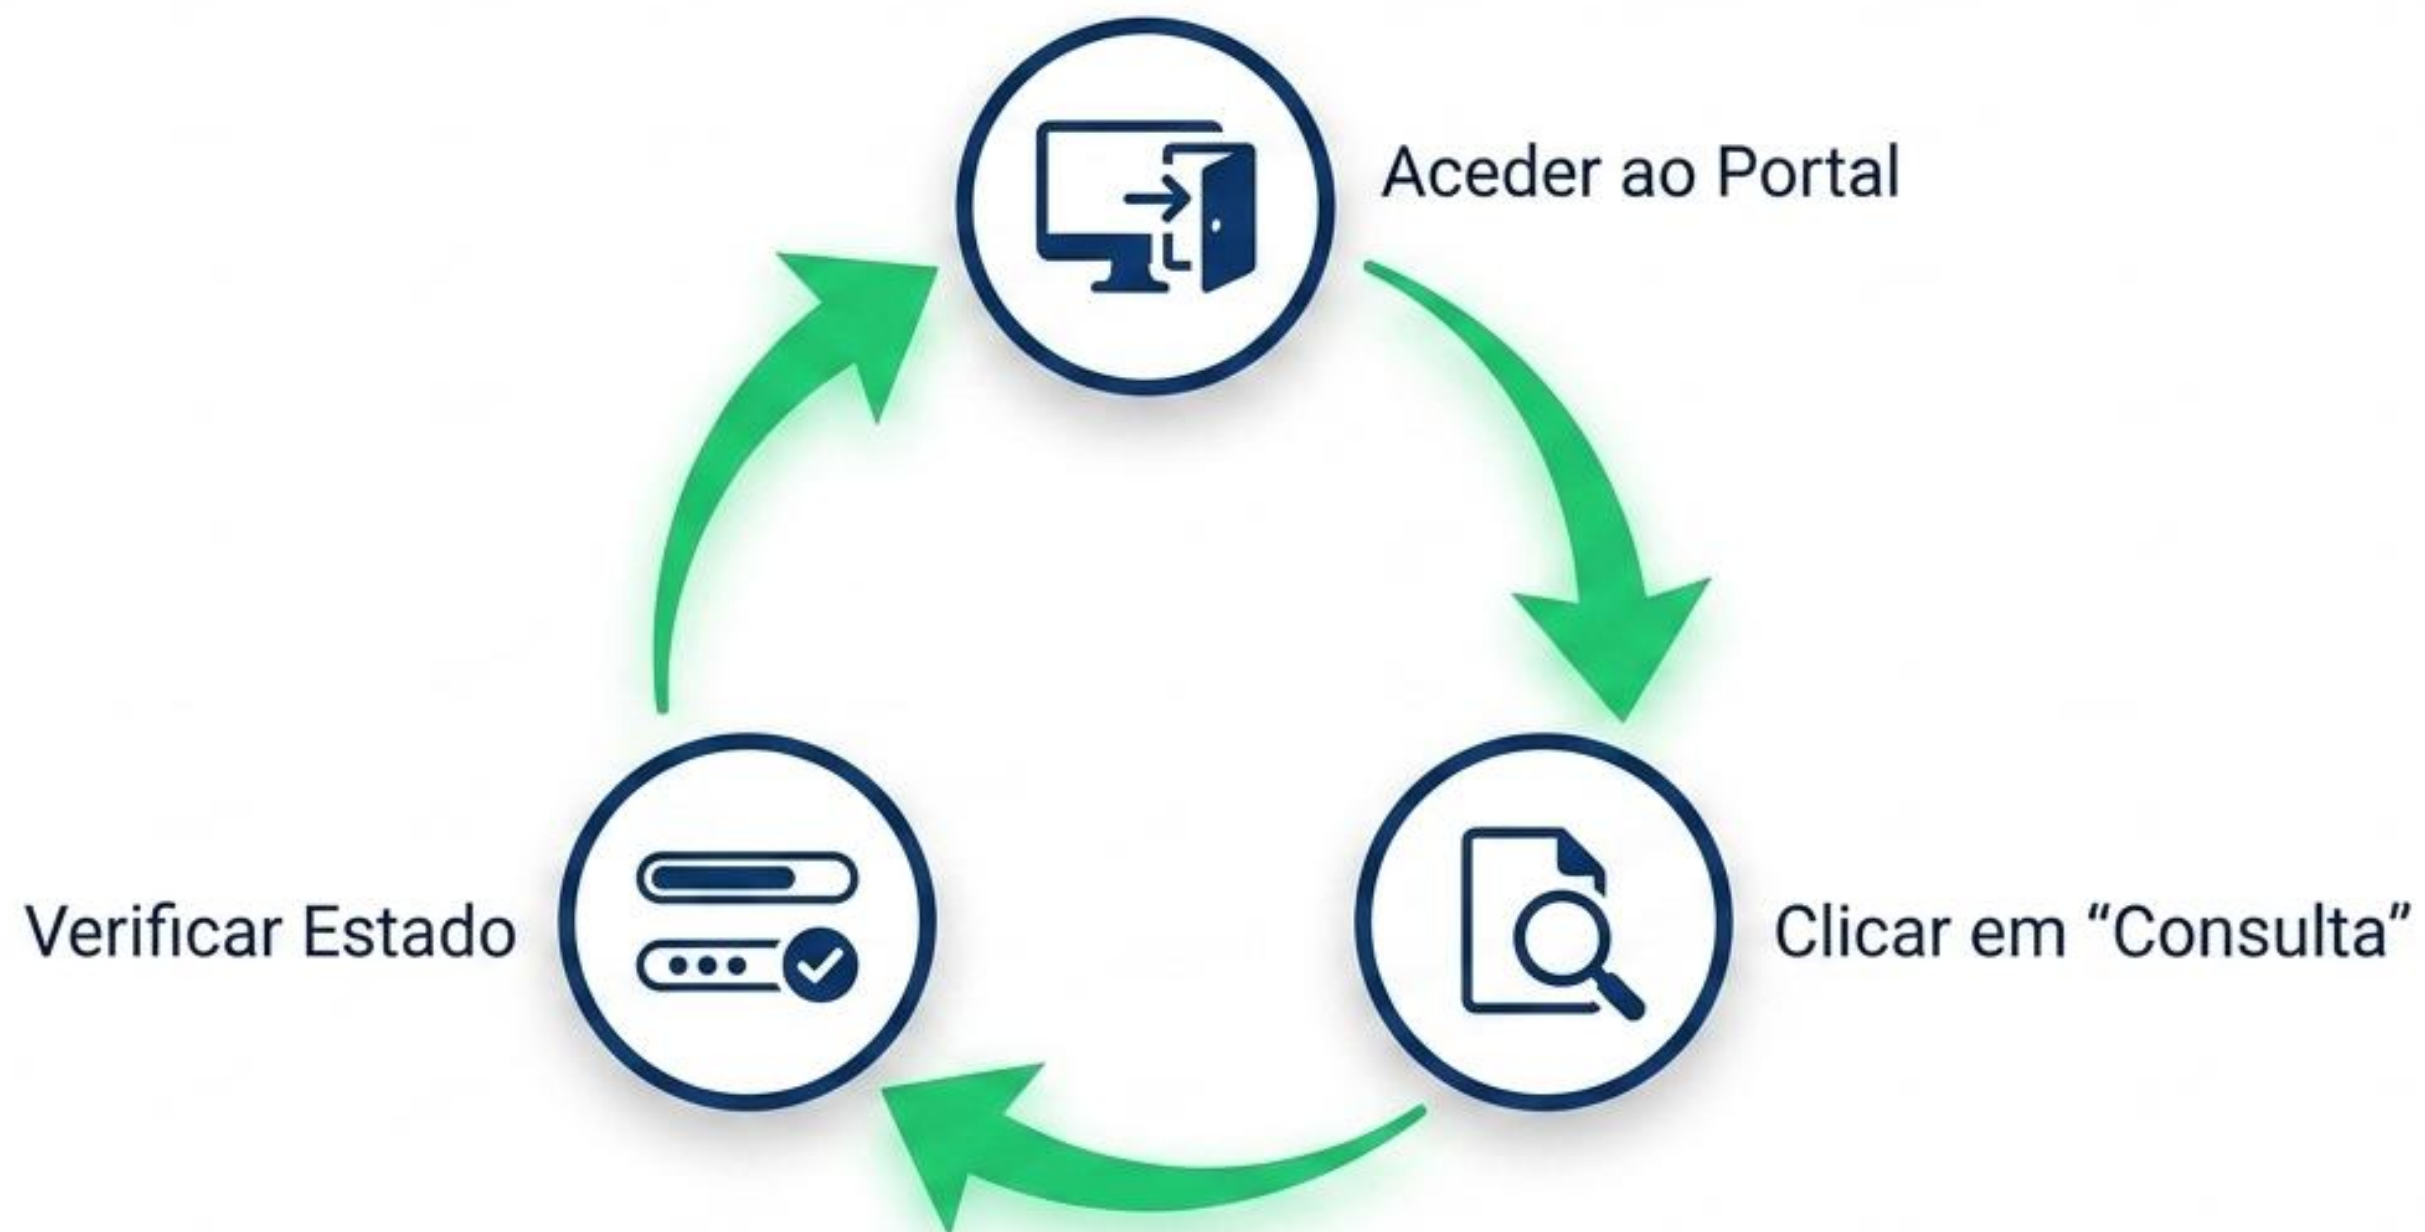 Aceder ao Portal
Clicar em “Consulta”
Verificar Estado